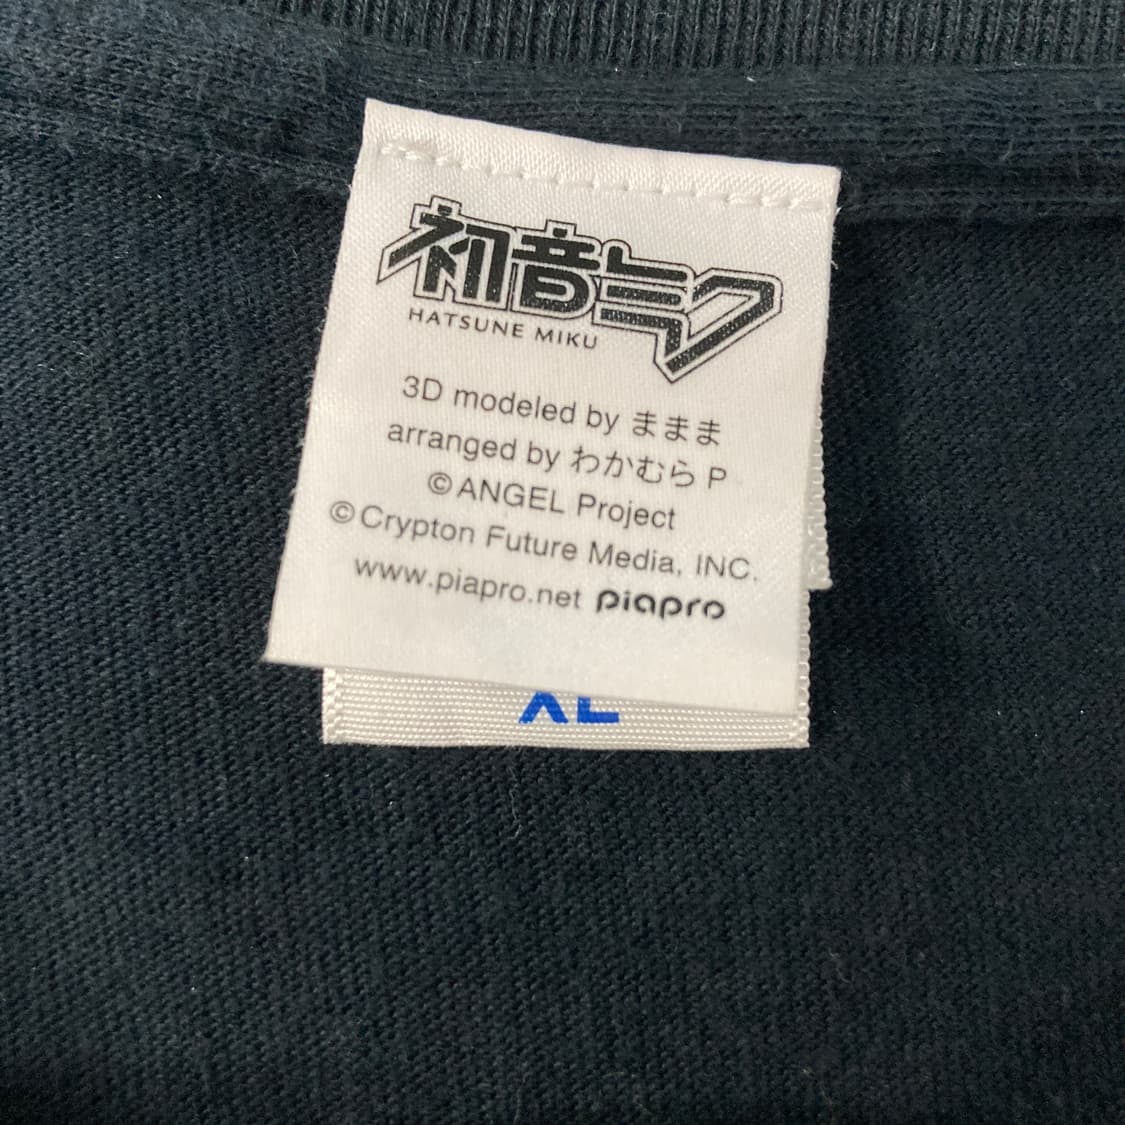 初音ミク
HATSUNE MIKU
3D modeled by ままま
arranged by わかむら P
©ANGEL Project
©Crypton Future Media, INC.
www.piapro.net piapro
XL